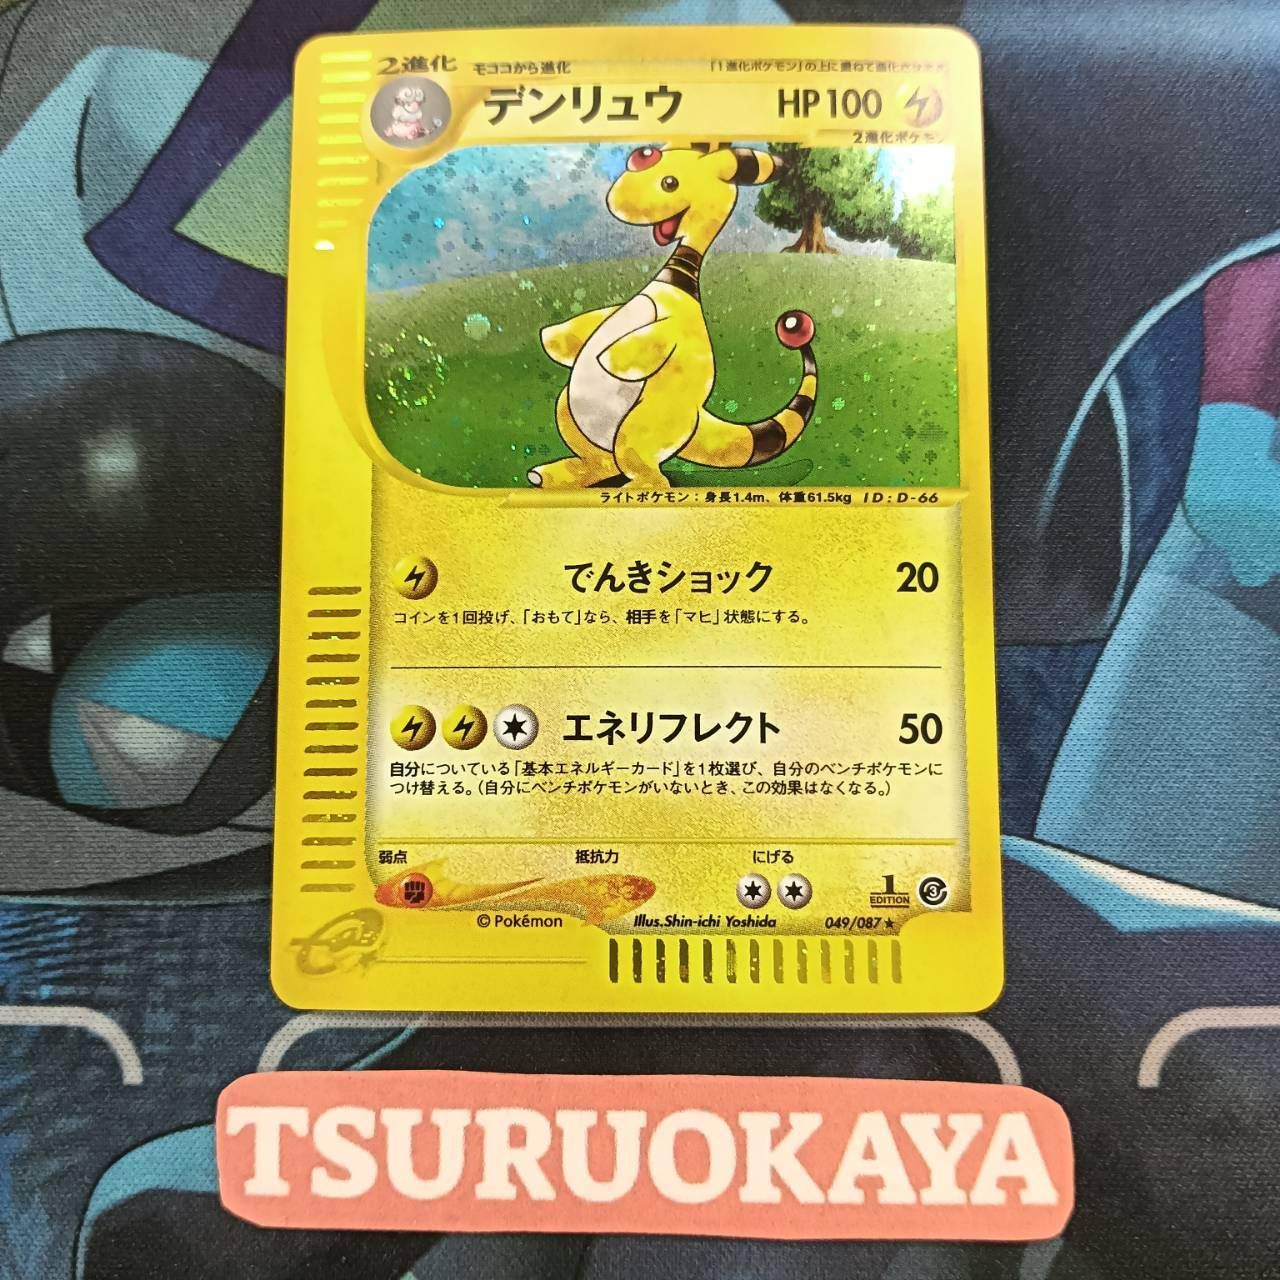 2進化 モココから進化 「1進化ポケモン」の上に重ねて進化させます
デンリュウ HP100
2進化ポケモン
ライトポケモン：身長1.4m、体重61.5kg ID：D-66
でんきショック 20
コインを1回投げ、「おもて」なら、相手を「マヒ」状態にする。
エネリフレクト 50
自分についている「基本エネルギーカード」を1枚選び、自分のベンチポケモンに
つけ替える。（自分にベンチポケモンがいないとき、この効果はなくなる。）
弱点 抵抗力 にげる
1 EDITION 3
© Pokémon Illus.Shin-ichi Yoshida 049/087 ★
TSURUOKAYA